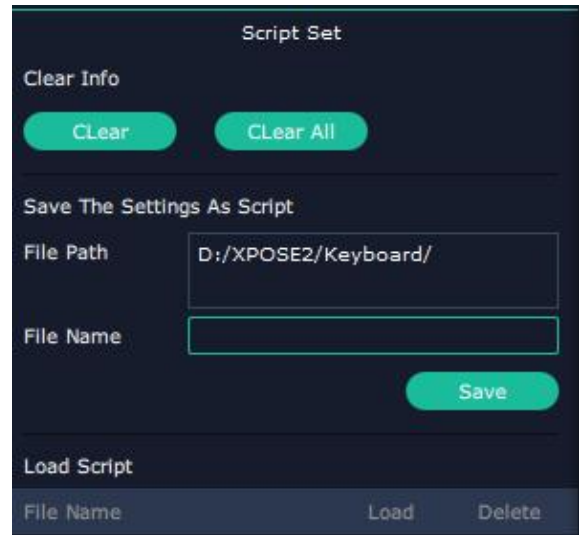 Script Set
Clear Info
CLear CLear All
Save The Settings As Script
File Path D:/XPOSE2/Keyboard/
File Name
Save
Load Script
File Name Load Delete